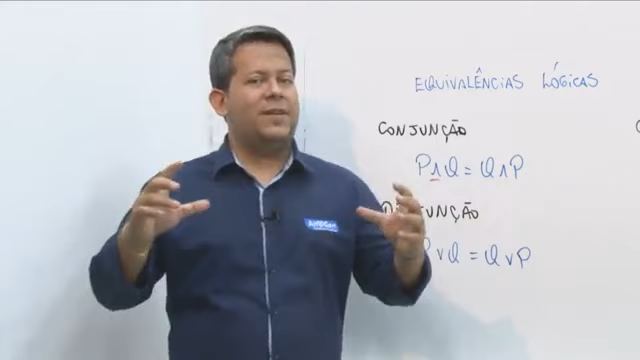 EQUIVALÊNCIAS LÓGICAS
CONJUNÇÃO
P∧Q = Q∧P
P∨Q = Q∨P